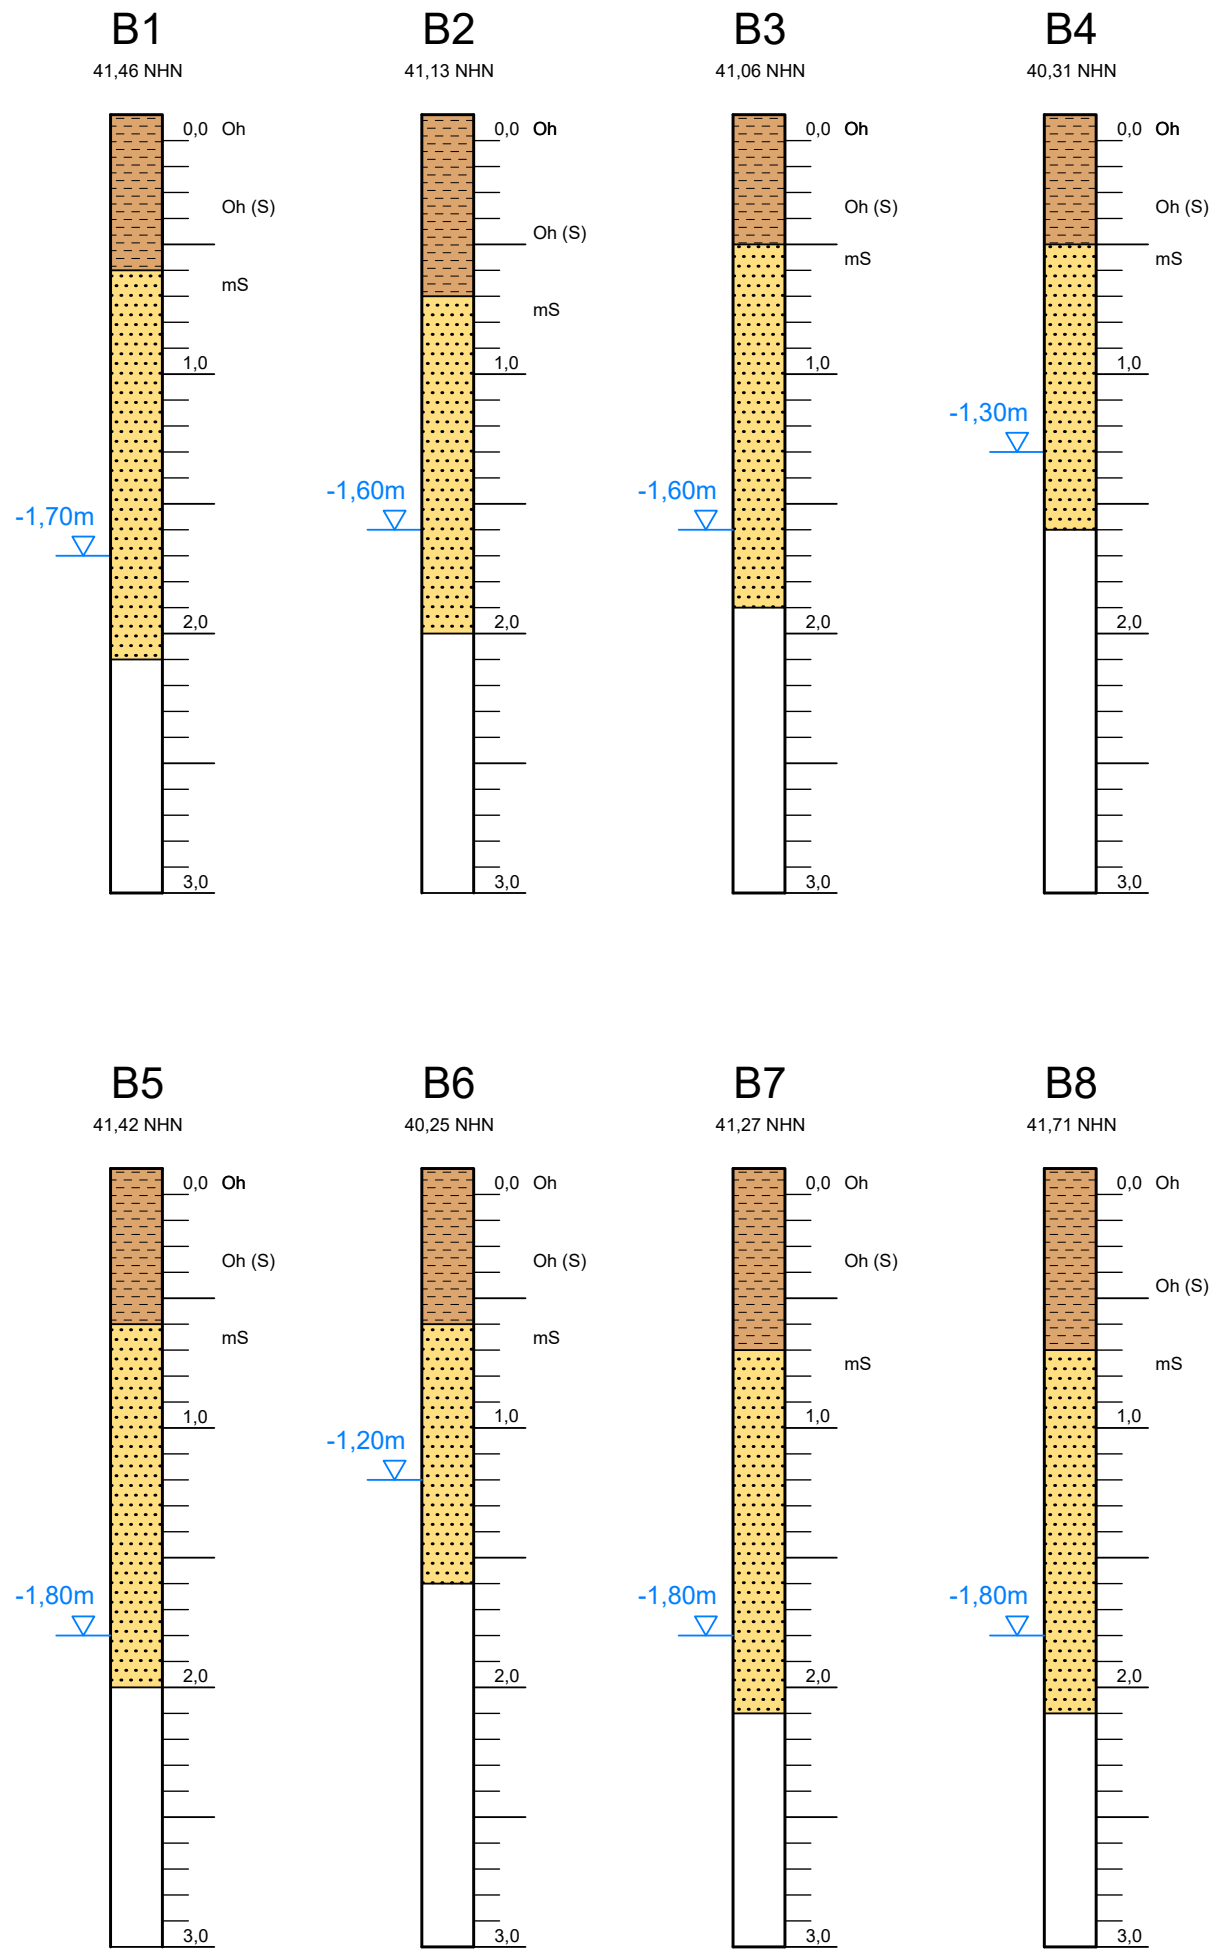 B1
41,46 NHN
0,0 Oh
Oh (S)
mS
1,0
-1,70m
2,0
3,0
B2
41,13 NHN
0,0 Oh
Oh (S)
mS
1,0
-1,60m
2,0
3,0
B3
41,06 NHN
0,0 Oh
Oh (S)
mS
1,0
-1,60m
2,0
3,0
B4
40,31 NHN
0,0 Oh
Oh (S)
mS
1,0
-1,30m
2,0
3,0
B5
41,42 NHN
0,0 Oh
Oh (S)
mS
1,0
-1,80m
2,0
3,0
B6
40,25 NHN
0,0 Oh
Oh (S)
mS
1,0
-1,20m
2,0
3,0
B7
41,27 NHN
0,0 Oh
Oh (S)
mS
1,0
-1,80m
2,0
3,0
B8
41,71 NHN
0,0 Oh
Oh (S)
mS
1,0
-1,80m
2,0
3,0